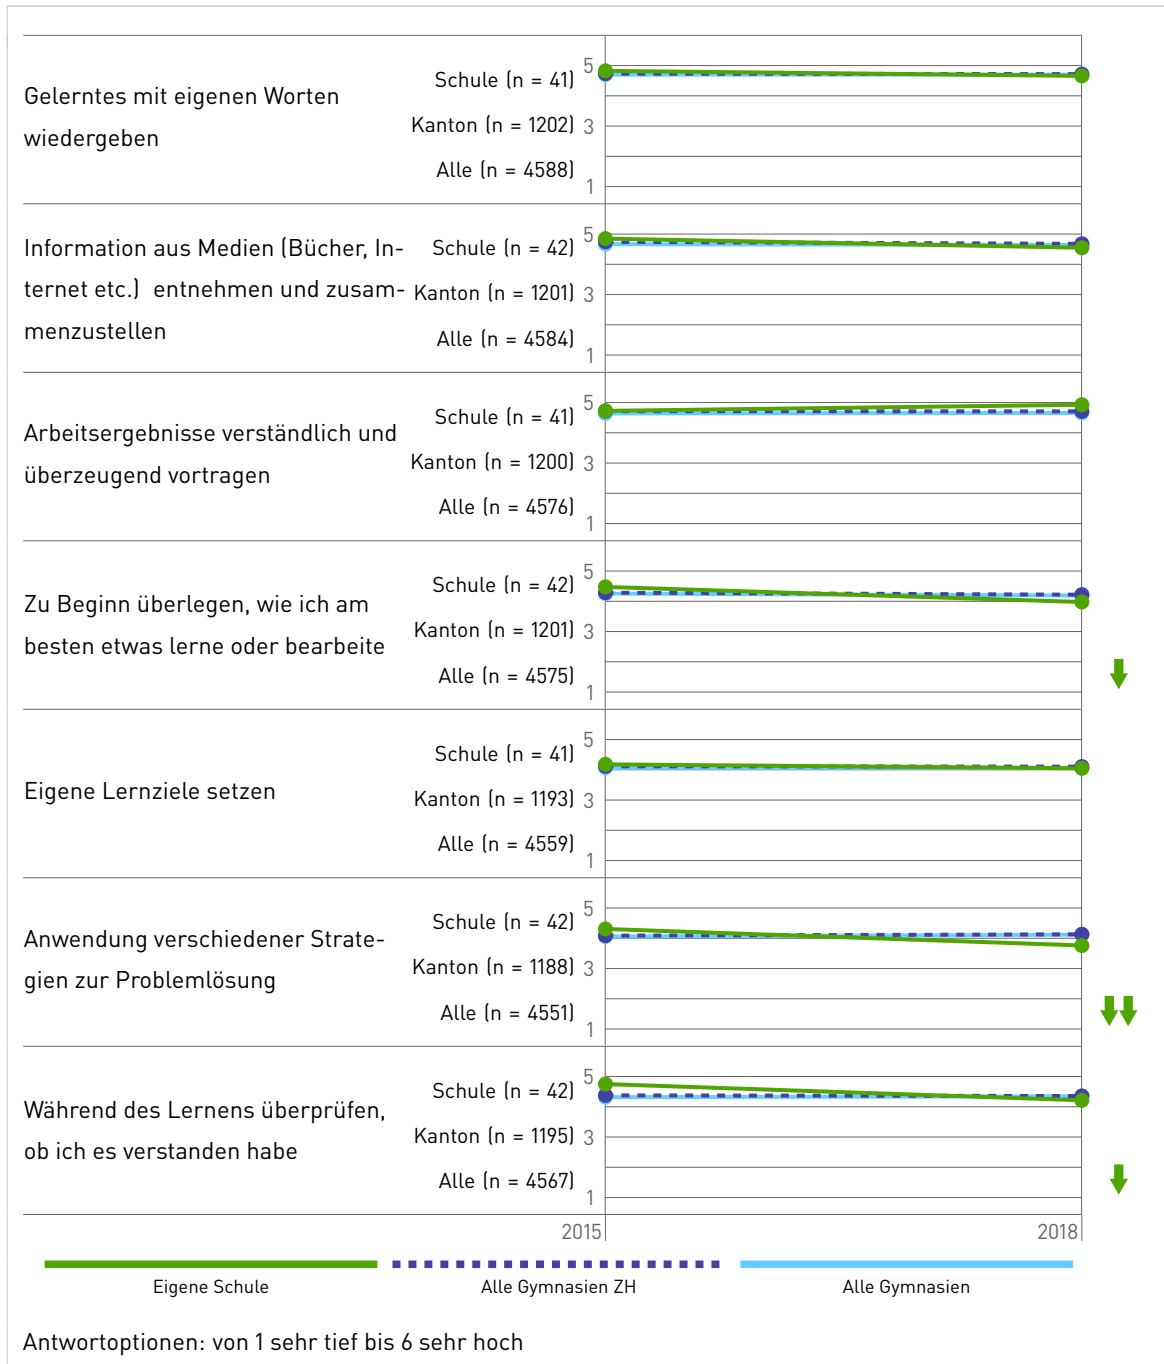 Gelerntes mit eigenen Worten
wiedergeben
Schule (n = 41)
Kanton (n = 1202)
Alle (n = 4588)
5
3
1
Information aus Medien (Bücher, In-
ternet etc.) entnehmen und zusam-
menzustellen
Schule (n = 42)
Kanton (n = 1201)
Alle (n = 4584)
5
3
1
Arbeitsergebnisse verständlich und
überzeugend vortragen
Schule (n = 41)
Kanton (n = 1200)
Alle (n = 4576)
5
3
1
Zu Beginn überlegen, wie ich am
besten etwas lerne oder bearbeite
Schule (n = 42)
Kanton (n = 1201)
Alle (n = 4575)
5
3
1
Eigene Lernziele setzen
Schule (n = 41)
Kanton (n = 1193)
Alle (n = 4559)
5
3
1
Anwendung verschiedener Strate-
gien zur Problemlösung
Schule (n = 42)
Kanton (n = 1188)
Alle (n = 4551)
5
3
1
Während des Lernens überprüfen,
ob ich es verstanden habe
Schule (n = 42)
Kanton (n = 1195)
Alle (n = 4567)
5
3
1
2015 2018
Eigene Schule Alle Gymnasien ZH Alle Gymnasien
Antwortoptionen: von 1 sehr tief bis 6 sehr hoch